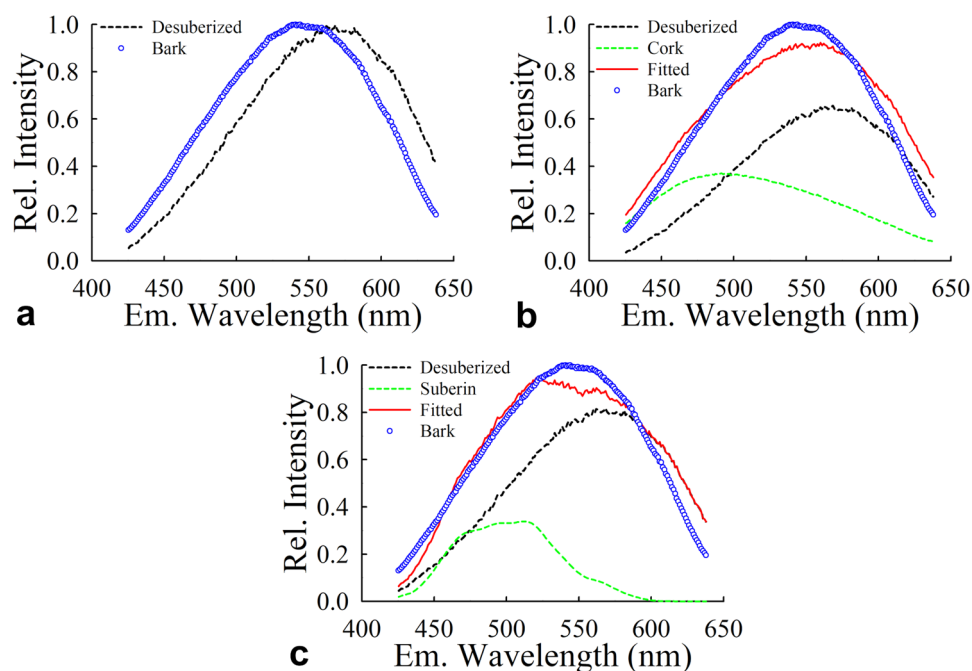 1.0
0.8
0.6
0.4
0.2
0.0
Rel. Intensity
Desuberized
Bark
400 450 500 550 600 650
Em. Wavelength (nm)
a
1.0
0.8
0.6
0.4
0.2
0.0
Rel. Intensity
Desuberized
Cork
Fitted
Bark
400 450 500 550 600 650
Em. Wavelength (nm)
b
1.0
0.8
0.6
0.4
0.2
0.0
Rel. Intensity
Desuberized
Suberin
Fitted
Bark
400 450 500 550 600 650
Em. Wavelength (nm)
c